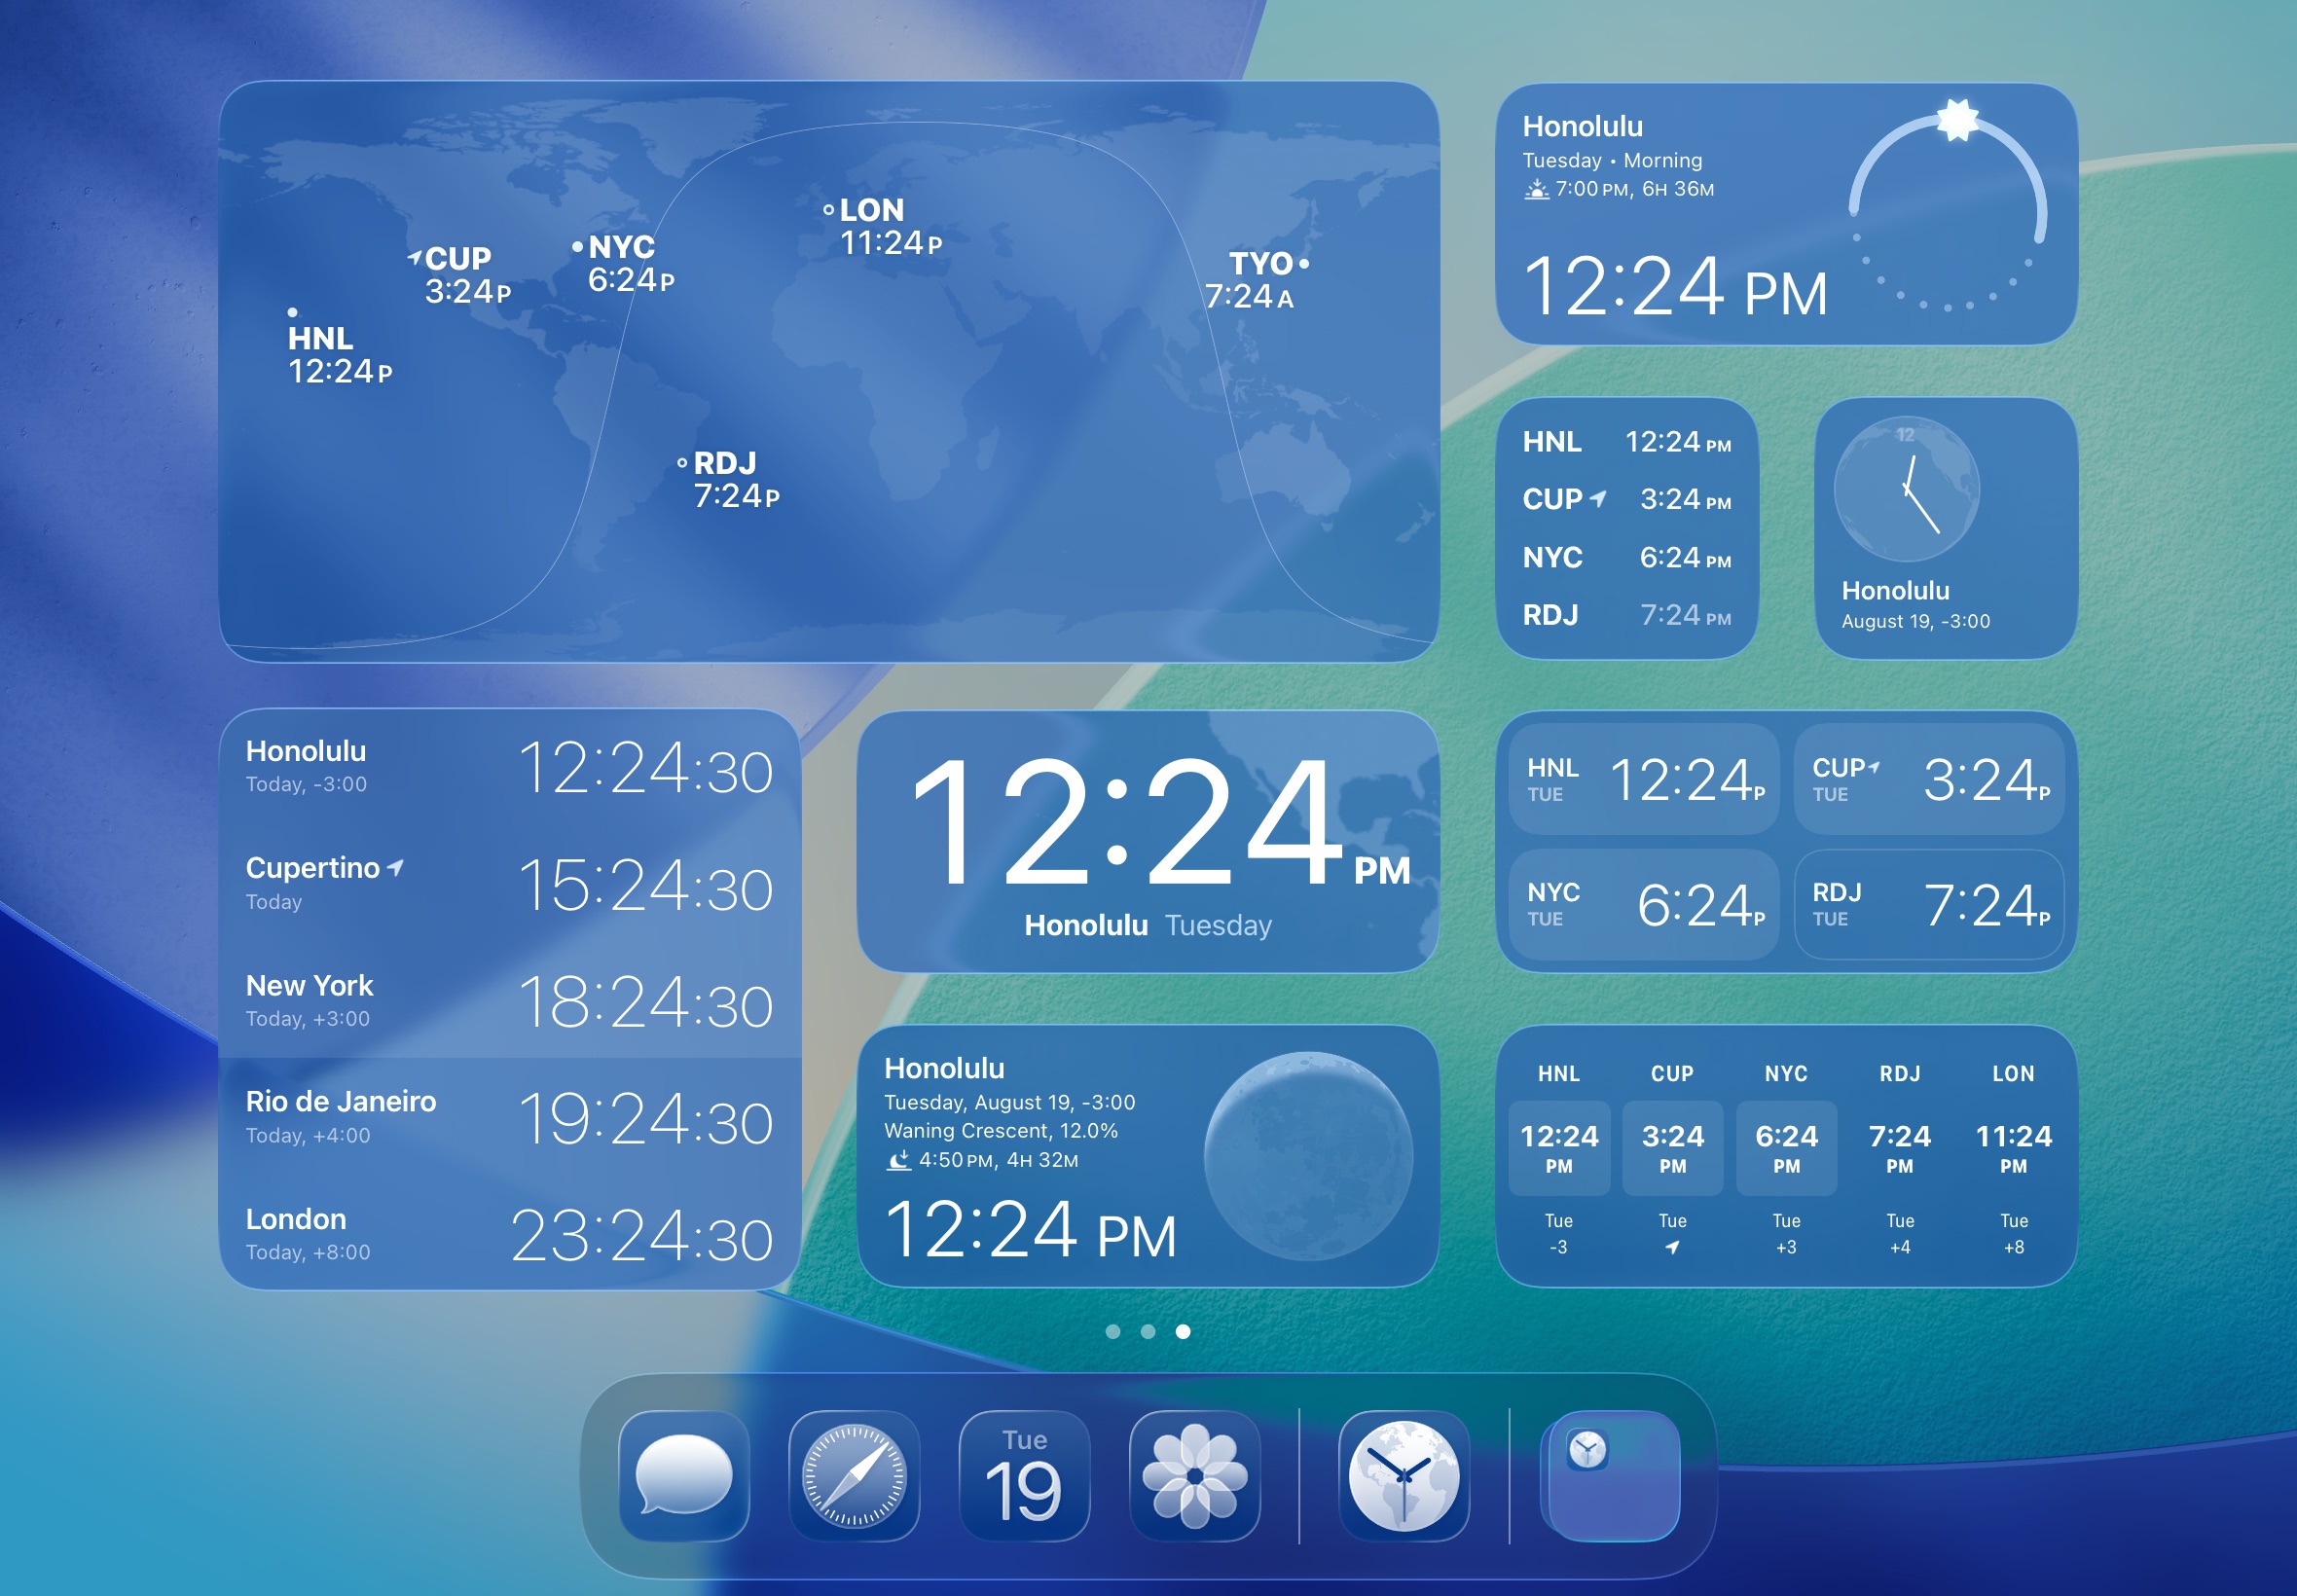 LON
11:24P
NYC
6:24P
CUP
3:24P
TYO
7:24A
HNL
12:24P
RDJ
7:24P
Honolulu
Tuesday • Morning
7:00 PM, 6H 36M
12:24 PM
HNL 12:24 PM
CUP 3:24 PM
NYC 6:24 PM
RDJ 7:24 PM
12
Honolulu
August 19, -3:00
Honolulu 12:24:30
Today, -3:00
Cupertino 15:24:30
Today
New York 18:24:30
Today, +3:00
Rio de Janeiro 19:24:30
Today, +4:00
London 23:24:30
Today, +8:00
12:24 PM
Honolulu Tuesday
HNL 12:24P
TUE
CUP 3:24P
TUE
NYC 6:24P
TUE
RDJ 7:24P
TUE
Honolulu
Tuesday, August 19, -3:00
Waning Crescent, 12.0%
4:50 PM, 4H 32M
12:24 PM
HNL CUP NYC RDJ LON
12:24 3:24 6:24 7:24 11:24
PM PM PM PM PM
Tue Tue Tue Tue Tue
-3 +3 +4 +8
Tue
19